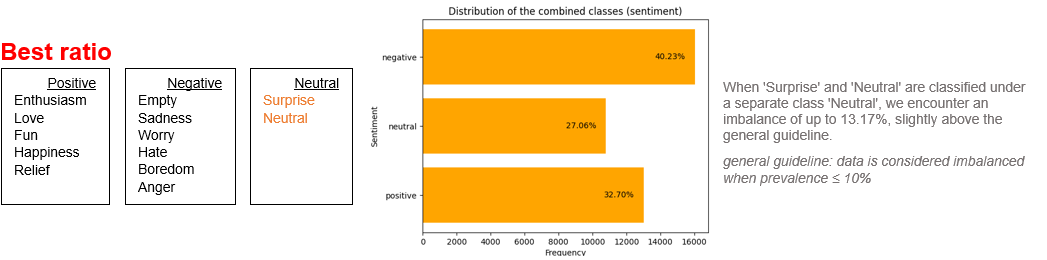 Best ratio
Positive
Enthusiasm
Love
Fun
Happiness
Relief
Negative
Empty
Sadness
Worry
Hate
Boredom
Anger
Neutral
Surprise
Neutral
Distribution of the combined classes (sentiment)
Sentiment
negative
40.23%
neutral
27.06%
positive
32.70%
0 2000 4000 6000 8000 10000 12000 14000 16000
Frequency
When 'Surprise' and 'Neutral' are classified under
a separate class 'Neutral', we encounter an
imbalance of up to 13.17%, slightly above the
general guideline.
general guideline: data is considered imbalanced
when prevalence ≤ 10%